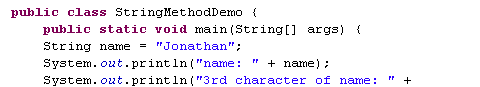 public class StringMethodDemo {
public static void main(String[] args) {
String name = "Jonathan";
System.out.println("name: " + name);
System.out.println("3rd character of name: " +